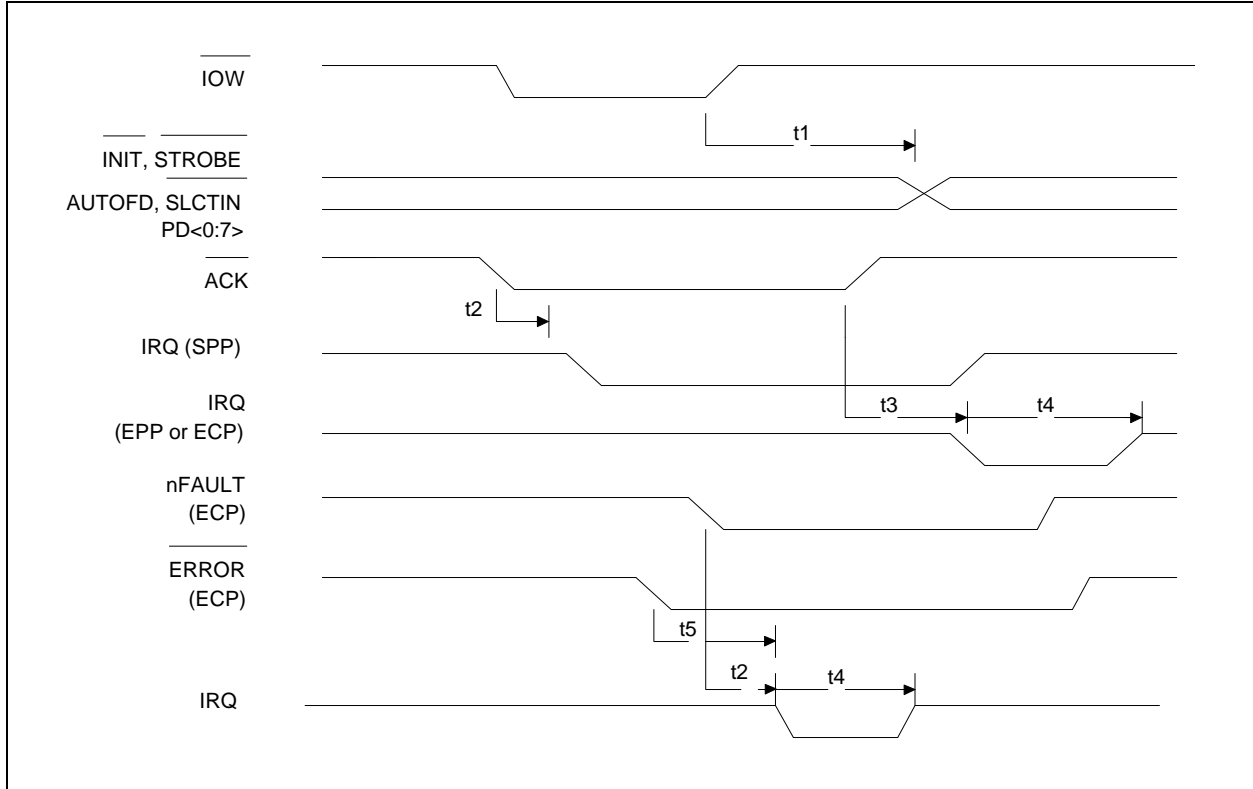 IOW
t1
INIT, STROBE
AUTOFD, SLCTIN
PD<0:7>
ACK
t2
IRQ (SPP)
IRQ
(EPP or ECP)
t3
t4
nFAULT
(ECP)
ERROR
(ECP)
t5
t2
t4
IRQ